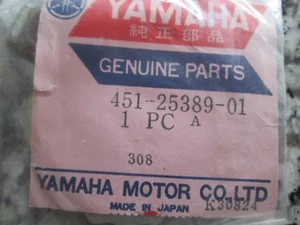 YAMAHA
純正部品
GENUINE PARTS
451-25389-01
1 PC A
308
YAMAHA MOTOR CO.,LTD
MADE IN JAPAN K30824